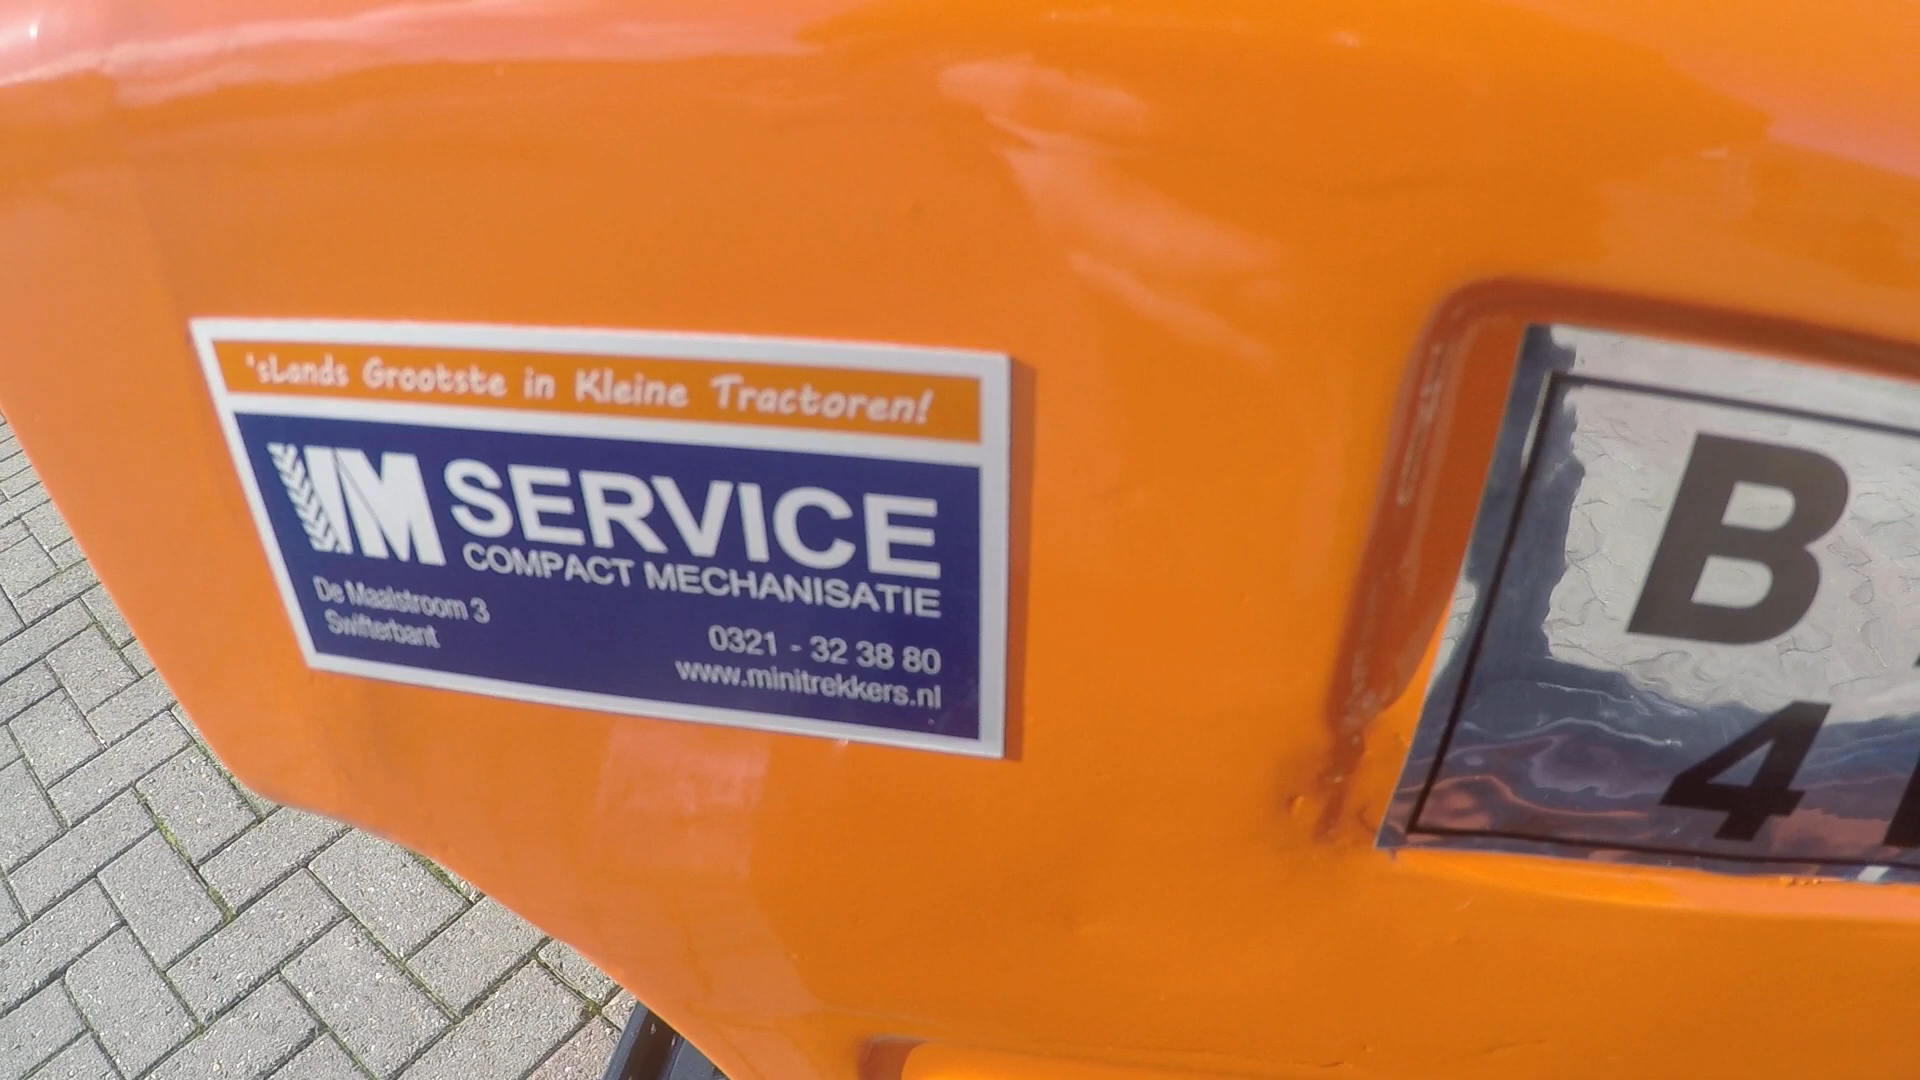 'sLands Grootste in Kleine Tractoren!
IM SERVICE
COMPACT MECHANISATIE
De Maalstroom 3
Swifterbant
0321 - 32 38 80
www.minitrekkers.nl
B
4